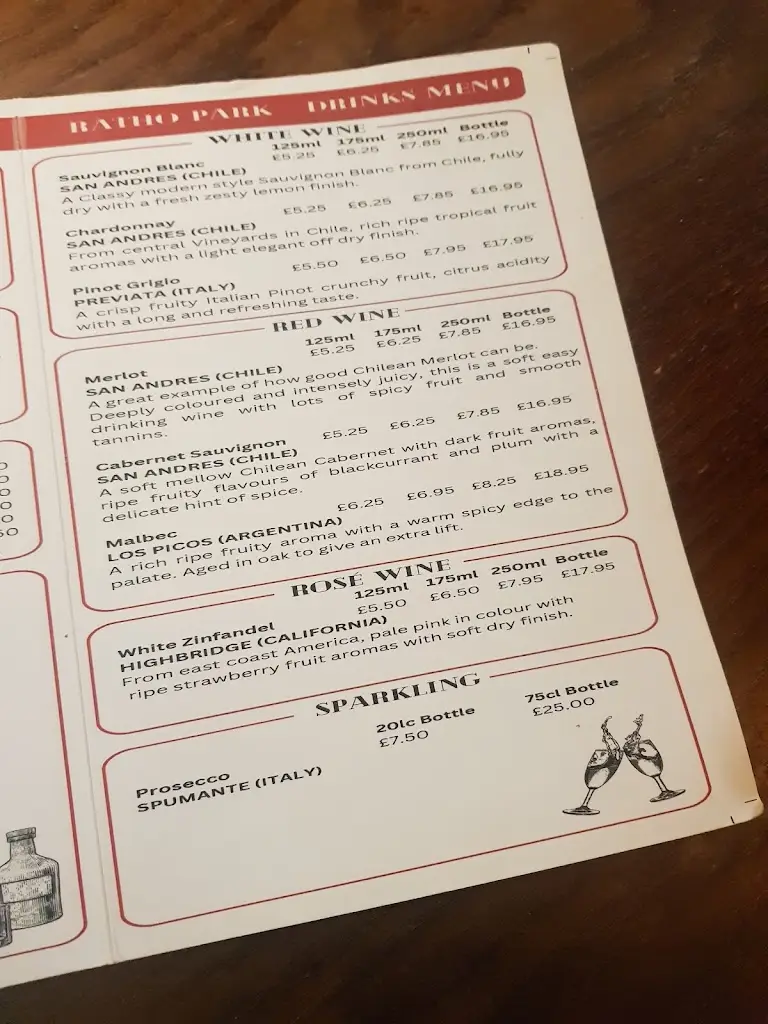 RATHO PARK DRINKS MENU
WHITE WINE
125ml 175ml 250ml Bottle
Sauvignon Blanc £5.25 £6.25 £7.85 £16.95
SAN ANDRES (CHILE)
A Classy modern style Sauvignon Blanc from Chile, fully
dry with a fresh zesty lemon finish.
Chardonnay £5.25 £6.25 £7.85 £16.95
SAN ANDRES (CHILE)
From central Vineyards in Chile, rich ripe tropical fruit
aromas with a light elegant off dry finish.
Pinot Grigio £5.50 £6.50 £7.95 £17.95
PREVIATA (ITALY)
A crisp fruity Italian Pinot crunchy fruit, citrus acidity
with a long and refreshing taste.
RED WINE
125ml 175ml 250ml Bottle
Merlot £5.25 £6.25 £7.85 £16.95
SAN ANDRES (CHILE)
A great example of how good Chilean Merlot can be.
Deeply coloured and intensely juicy, this is a soft easy
drinking wine with lots of spicy fruit and smooth
tannins.
Cabernet Sauvignon £5.25 £6.25 £7.85 £16.95
SAN ANDRES (CHILE)
A soft mellow Chilean Cabernet with dark fruit aromas,
ripe fruity flavours of blackcurrant and plum with a
delicate hint of spice.
Malbec £6.25 £6.95 £8.25 £18.95
LOS PICOS (ARGENTINA)
A rich ripe fruity aroma with a warm spicy edge to the
palate. Aged in oak to give an extra lift.
ROSÉ WINE
125ml 175ml 250ml Bottle
White Zinfandel £5.50 £6.50 £7.95 £17.95
HIGHBRIDGE (CALIFORNIA)
From east coast America, pale pink in colour with
ripe strawberry fruit aromas with soft dry finish.
SPARKLING
20lc Bottle 75cl Bottle
£7.50 £25.00
Prosecco
SPUMANTE (ITALY)